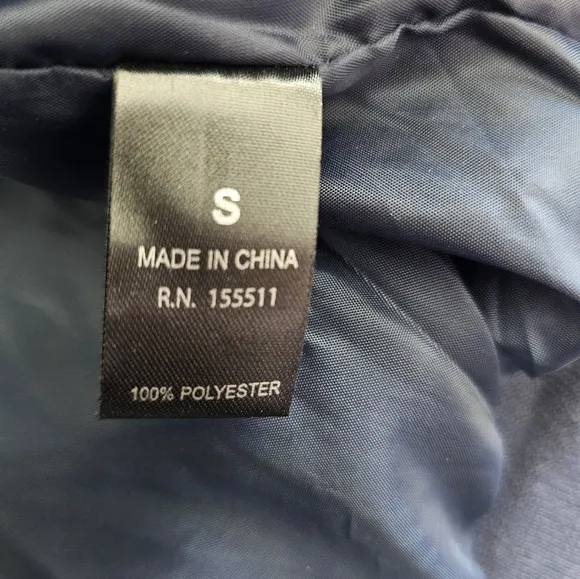 S
MADE IN CHINA
R.N. 155511
100% POLYESTER